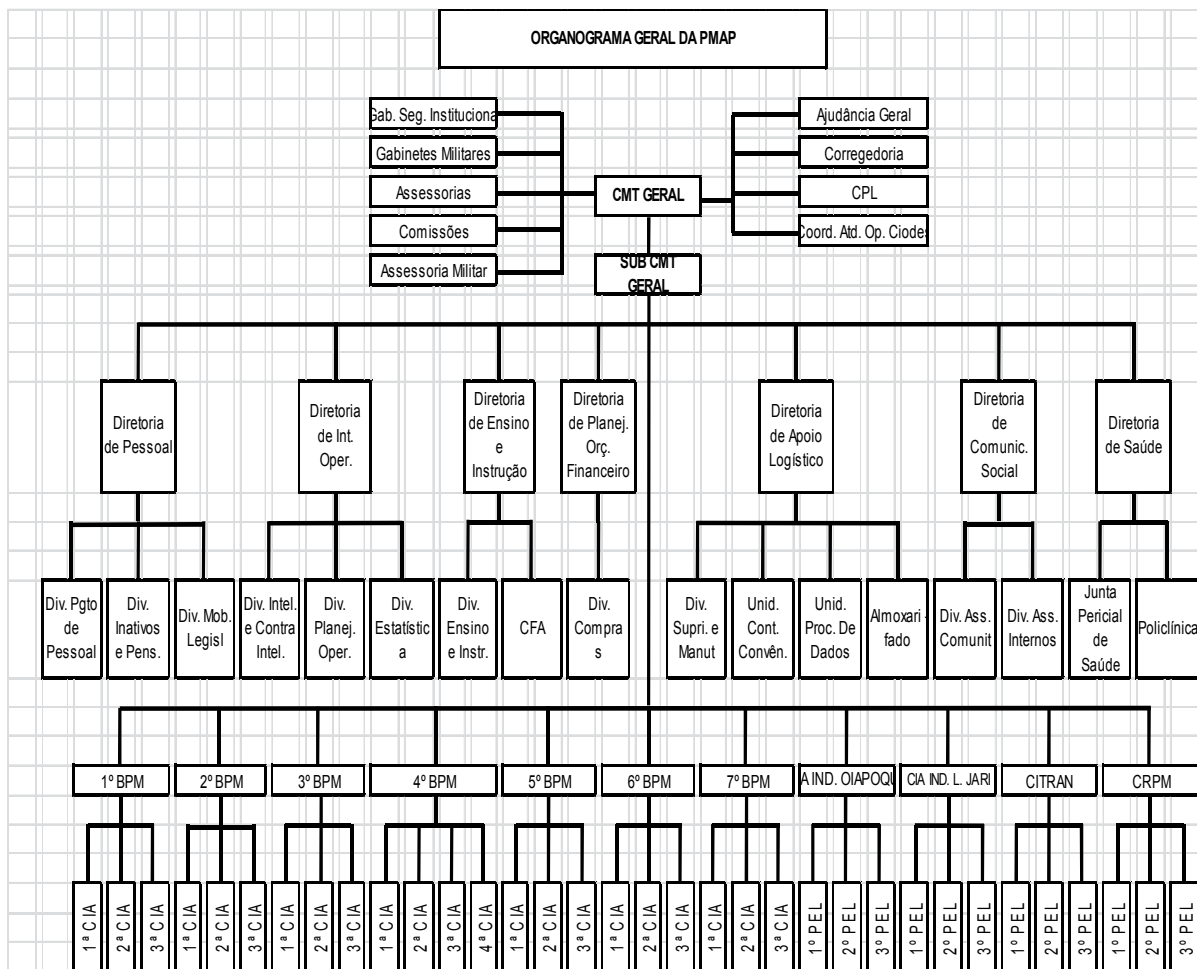 ORGANOGRAMA GERAL DA PMAP
Gab. Seg. Instituciona
Gabinetes Militares
Assessorias
Comissões
Assessoria Militar
Ajudância Geral
Corregedoria
CPL
Coord. Atd. Op. Ciodes
CMT GERAL
SUB CMT
GERAL
Diretoria
de Pessoal
Diretoria
de Int.
Oper.
Diretoria
de Ensino
e
Instrução
Diretoria
de Planej.
Orç.
Financeiro
Diretoria
de Apoio
Logístico
Diretoria
de
Comunic.
Social
Diretoria
de Saúde
Div. Pgto
de
Pessoal
Div.
Inativos
e Pens.
Div. Mob.
Legisl
Div. Intel.
e Contra
Intel.
Div.
Planej.
Oper.
Div.
Estatístic
a
Div.
Ensino
e Instr.
CFA
Div.
Compra
s
Div.
Supri. e
Manut
Unid.
Cont.
Convên.
Unid.
Proc. De
Dados
Almoxari-
fado
Div. Ass.
Comunit
Div. Ass.
Internos
Junta
Pericial
de
Saúde
Policlínica
1º BPM
2º BPM
3º BPM
4º BPM
5º BPM
6º BPM
7º BPM
IA IND. OIAPOQU
CIA IND. L. JARI
CITRAN
CRPM
1ª CIA
2ª CIA
3ª CIA
1ª CIA
2ª CIA
3ª CIA
1ª CIA
2ª CIA
3ª CIA
1ª CIA
2ª CIA
3ª CIA
4ª CIA
1ª CIA
2ª CIA
3ª CIA
1ª CIA
2ª CIA
3ª CIA
1ª CIA
2ª CIA
3ª CIA
1º PEL
2º PEL
3º PEL
1º PEL
2º PEL
3º PEL
1º PEL
2º PEL
3º PEL
1º PEL
2º PEL
3º PEL